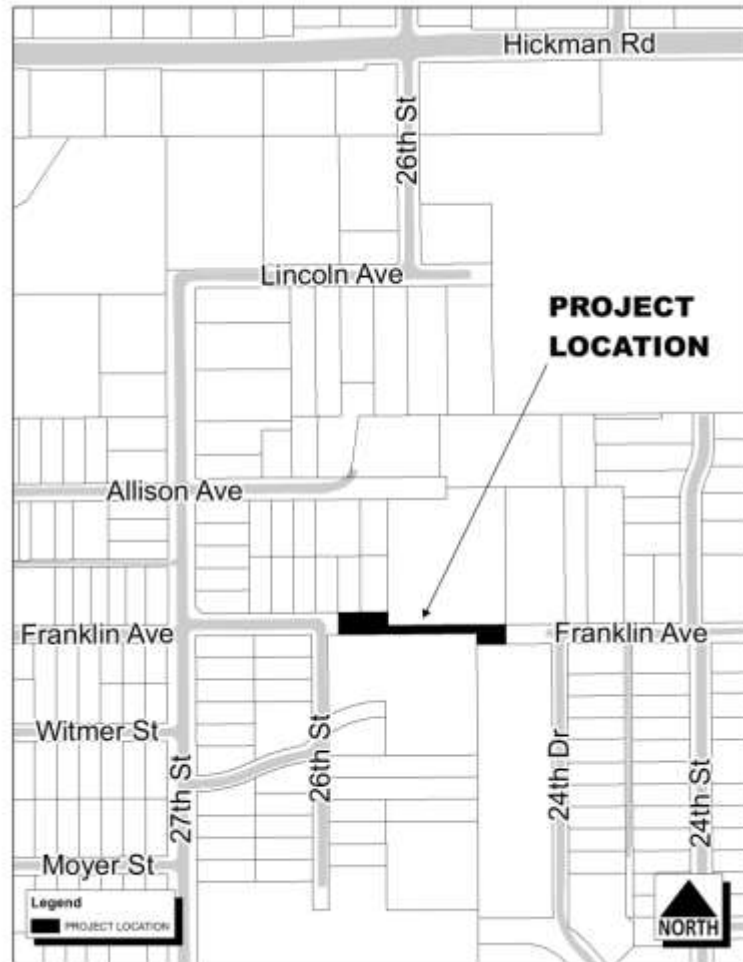 Hickman Rd
26th St
Lincoln Ave
PROJECT
LOCATION
Allison Ave
Franklin Ave
Franklin Ave
Witmer St
27th St
26th St
24th Dr
24th St
Moyer St
Legend
PROJECT LOCATION
NORTH